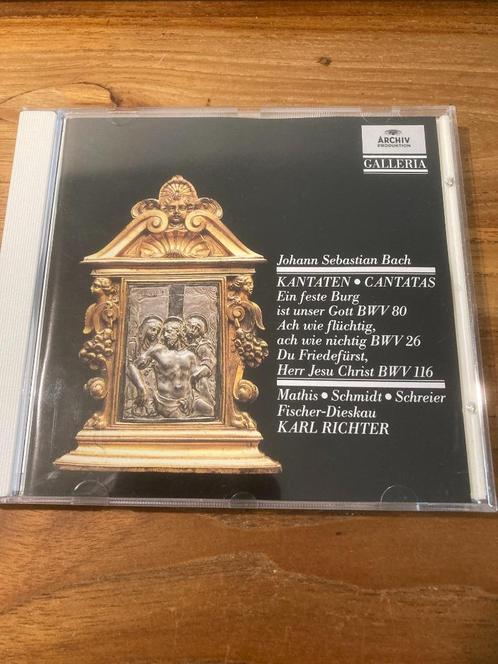 ARCHIV
PRODUKTION
GALLERIA
Johann Sebastian Bach
KANTATEN • CANTATAS
Ein feste Burg
ist unser Gott BWV 80
Ach wie flüchtig,
ach wie nichtig BWV 26
Du Friedefürst,
Herr Jesu Christ BWV 116
Mathis • Schmidt • Schreier
Fischer-Dieskau
KARL RICHTER